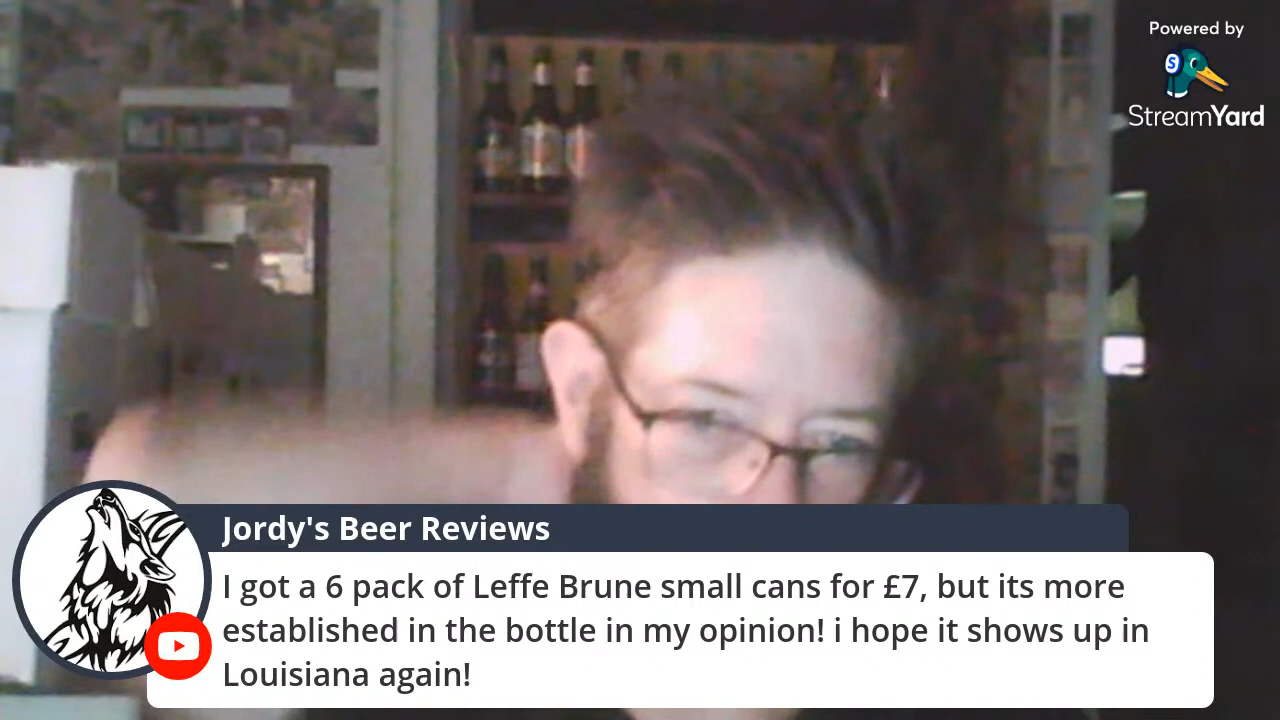 Powered by
S
StreamYard
Jordy's Beer Reviews
I got a 6 pack of Leffe Brune small cans for £7, but its more
established in the bottle in my opinion! i hope it shows up in
Louisiana again!